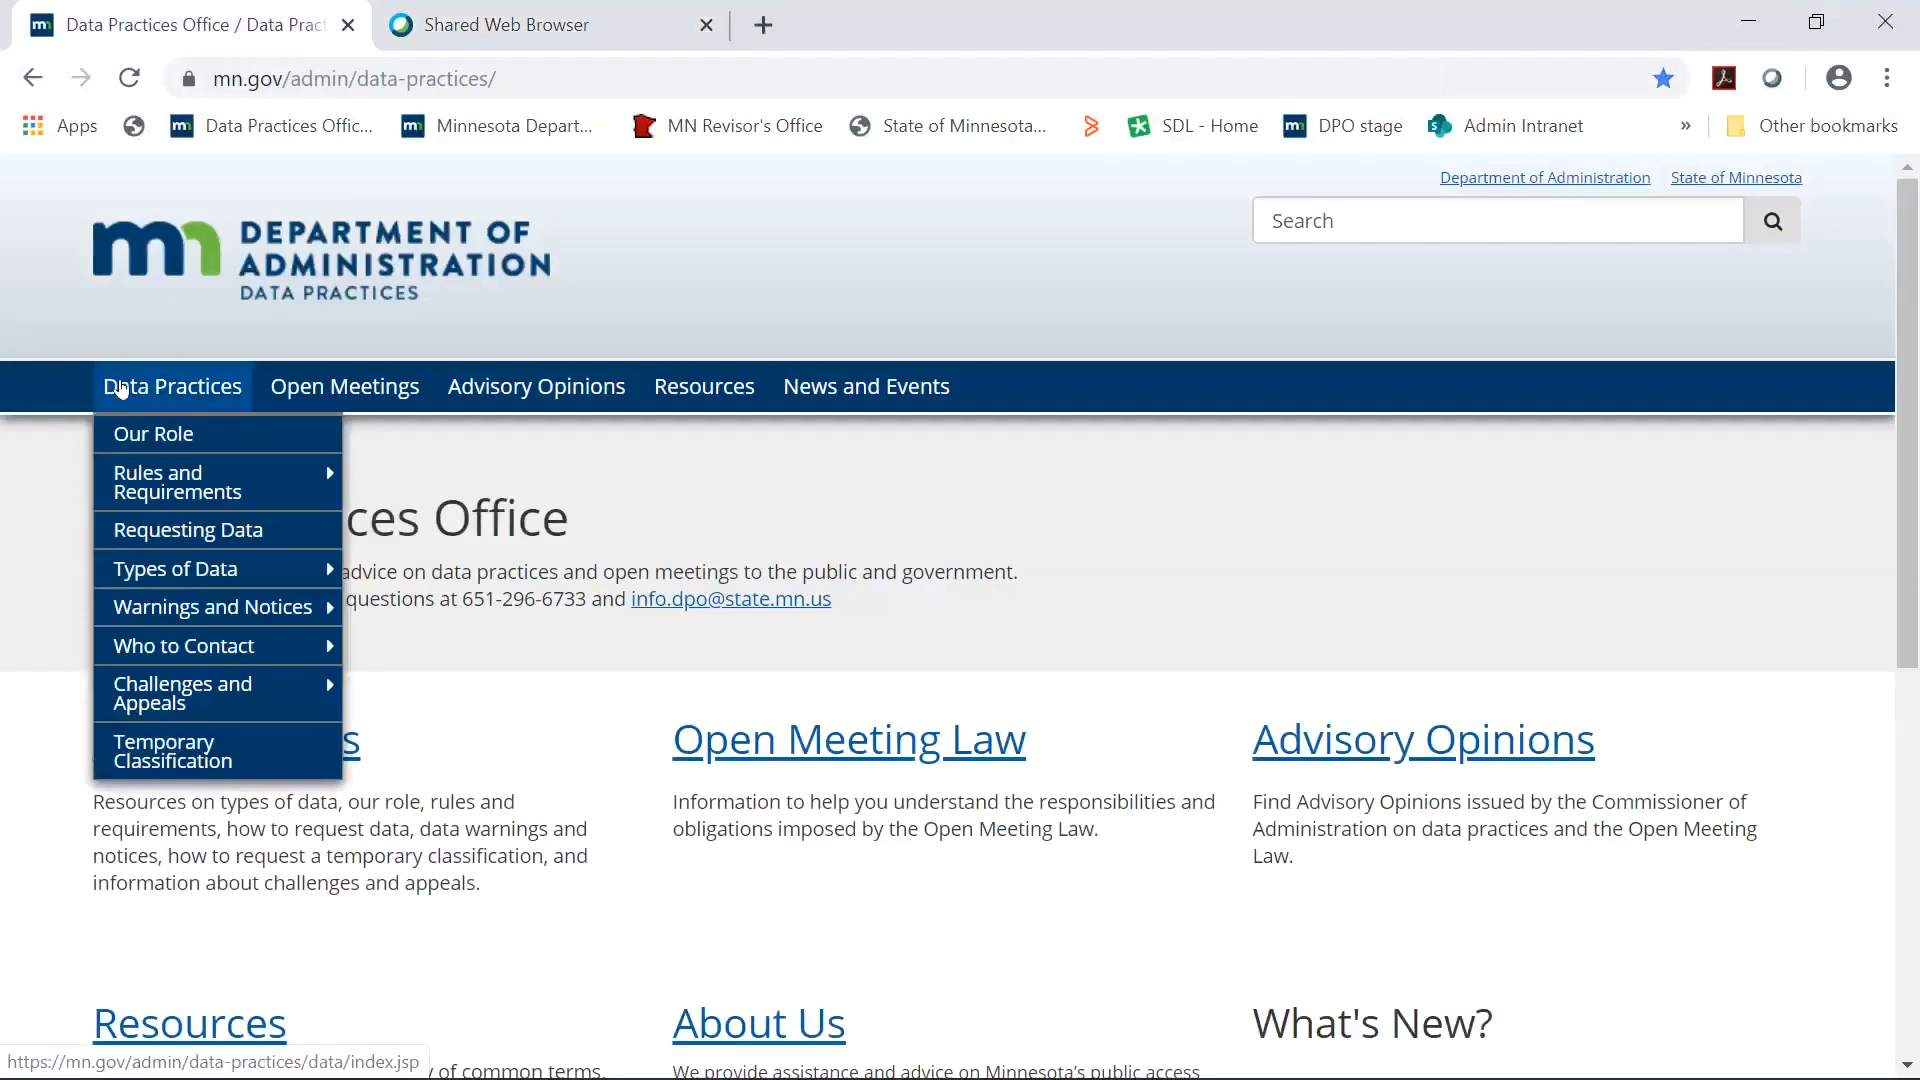 Data Practices Office / Data Pract
Shared Web Browser
mn.gov/admin/data-practices/
Apps
Data Practices Offic...
Minnesota Depart...
MN Revisor's Office
State of Minnesota...
SDL - Home
DPO stage
Admin Intranet
»
Other bookmarks
Department of Administration
State of Minnesota
Search
mn DEPARTMENT OF
ADMINISTRATION
DATA PRACTICES
Data Practices
Open Meetings
Advisory Opinions
Resources
News and Events
Our Role
Rules and
Requirements
Requesting Data
Types of Data
Warnings and Notices
Who to Contact
Challenges and
Appeals
Temporary
Classification
ces Office
advice on data practices and open meetings to the public and government.
questions at 651-296-6733 and info.dpo@state.mn.us
s
Resources on types of data, our role, rules and
requirements, how to request data, data warnings and
notices, how to request a temporary classification, and
information about challenges and appeals.
Open Meeting Law
Information to help you understand the responsibilities and
obligations imposed by the Open Meeting Law.
Advisory Opinions
Find Advisory Opinions issued by the Commissioner of
Administration on data practices and the Open Meeting
Law.
Resources
y of common terms,
About Us
We provide assistance and advice on Minnesota's public access
What's New?
https://mn.gov/admin/data-practices/data/index.jsp